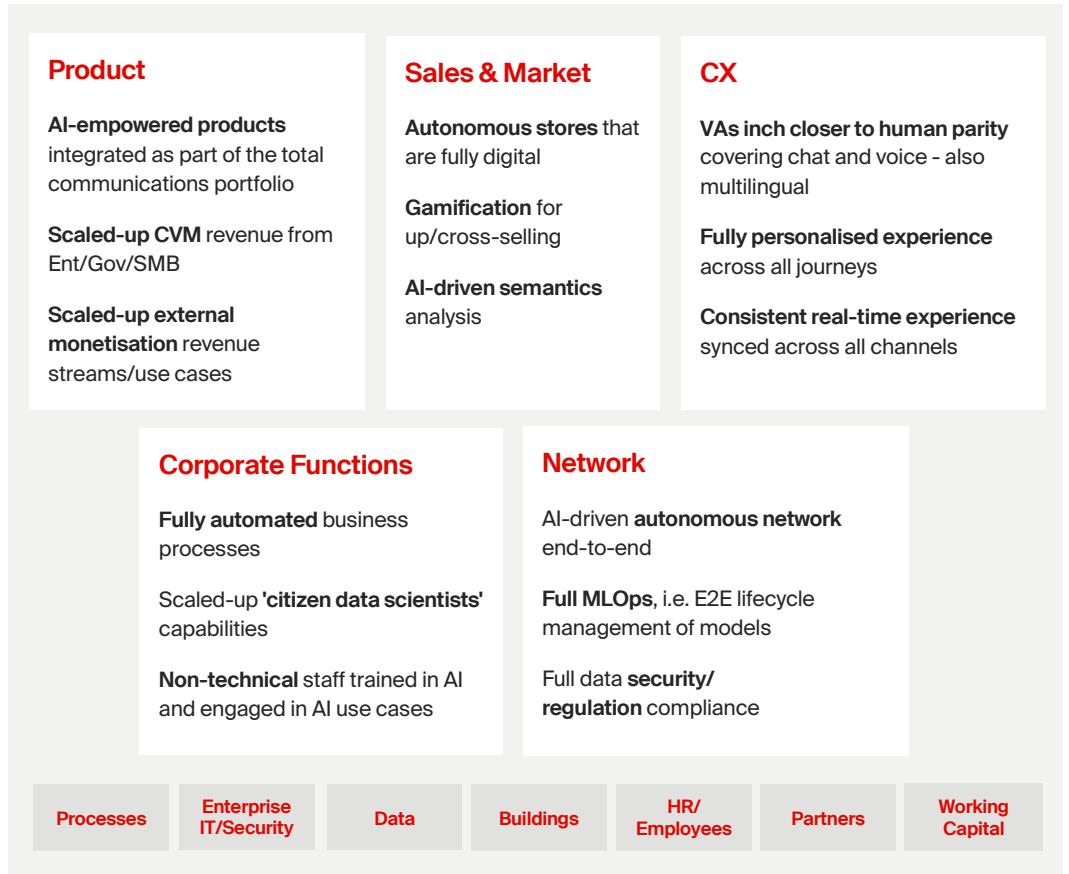 Product
AI-empowered products
integrated as part of the total
communications portfolio
Scaled-up CVM revenue from
Ent/Gov/SMB
Scaled-up external
monetisation revenue
streams/use cases
Sales & Market
Autonomous stores that
are fully digital
Gamification for
up/cross-selling
AI-driven semantics
analysis
CX
VAs inch closer to human parity
covering chat and voice - also
multilingual
Fully personalised experience
across all journeys
Consistent real-time experience
synced across all channels
Corporate Functions
Fully automated business
processes
Scaled-up 'citizen data scientists'
capabilities
Non-technical staff trained in AI
and engaged in AI use cases
Network
AI-driven autonomous network
end-to-end
Full MLOps, i.e. E2E lifecycle
management of models
Full data security/
regulation compliance
Processes
Enterprise
IT/Security
Data
Buildings
HR/
Employees
Partners
Working
Capital